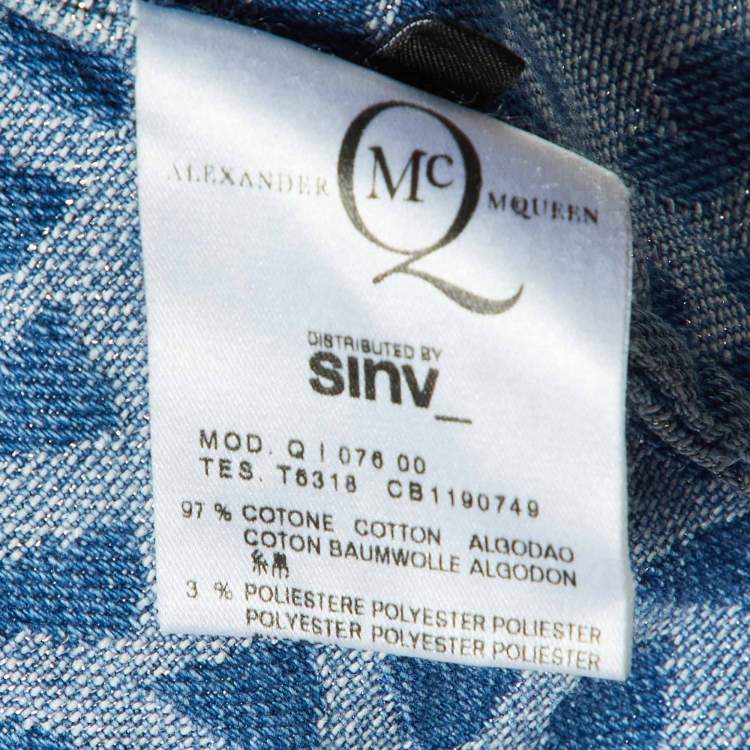 McQ
ALEXANDER MCQUEEN
DISTRIBUTED BY
sinv_
MOD. Q I 076 00
TES. T6318 CB1190749
97 % COTONE COTTON ALGODAO
COTON BAUMWOLLE ALGODON
3 % POLIESTERE POLYESTER POLIESTER
POLYESTER POLYESTER POLIESTER